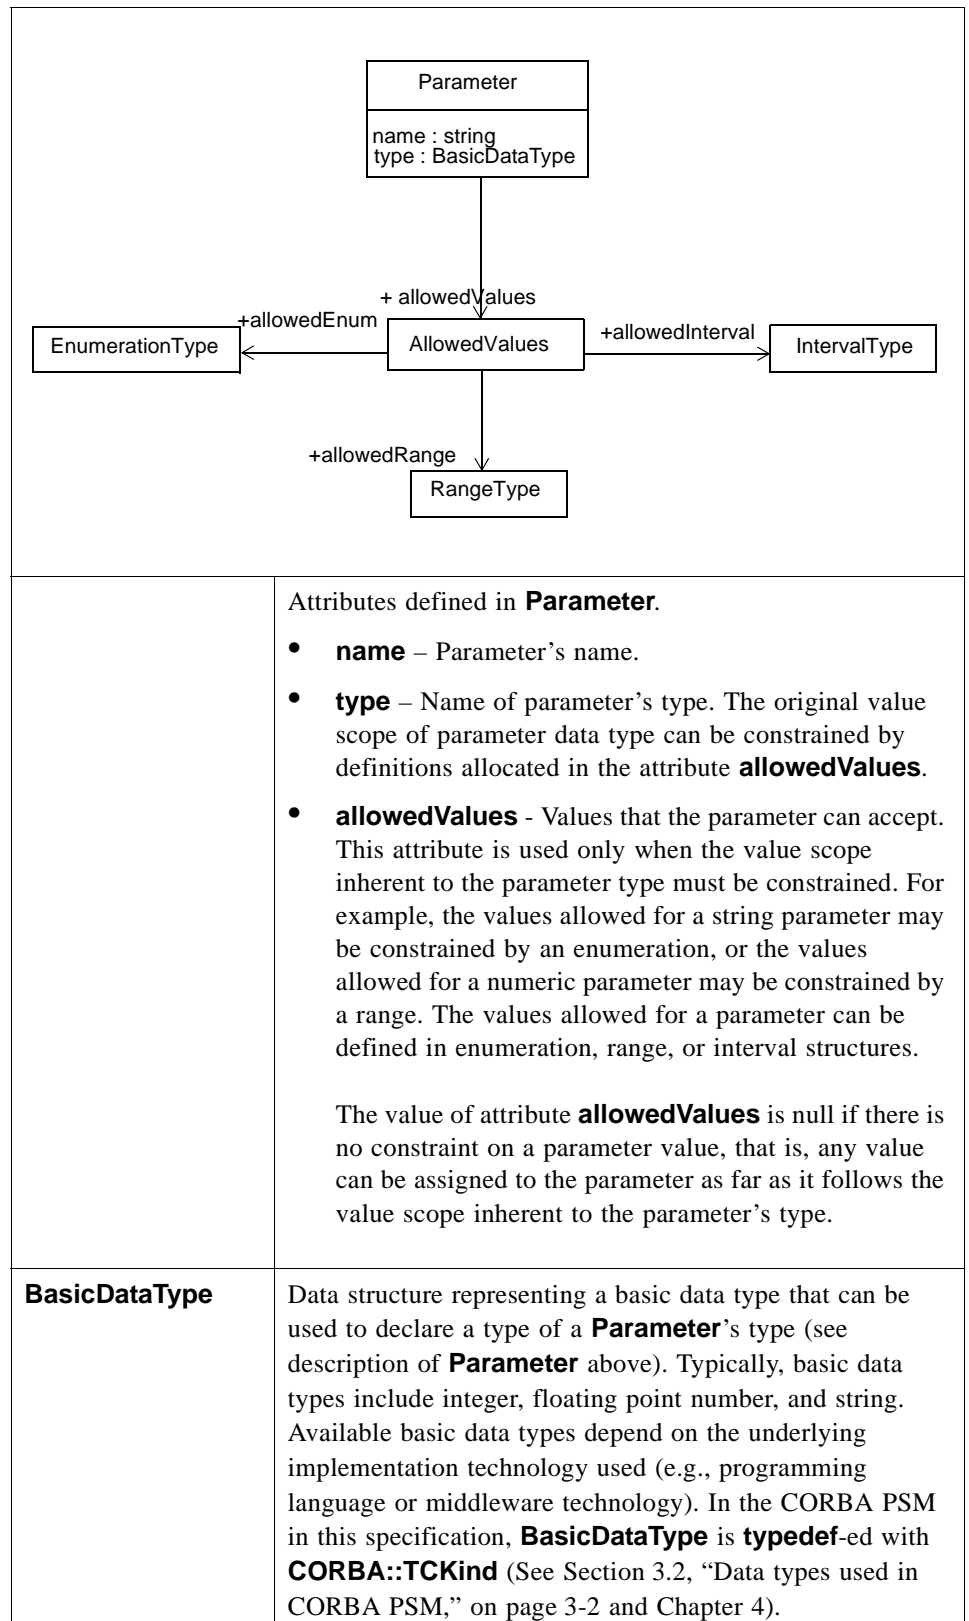 Parameter
name : string
type : BasicDataType
+ allowedValues
+allowedEnum
+allowedInterval
EnumerationType
AllowedValues
IntervalType
+allowedRange
RangeType
Attributes defined in Parameter.
• name – Parameter’s name.
• type – Name of parameter’s type. The original value
scope of parameter data type can be constrained by
definitions allocated in the attribute allowedValues.
• allowedValues - Values that the parameter can accept.
This attribute is used only when the value scope
inherent to the parameter type must be constrained. For
example, the values allowed for a string parameter may
be constrained by an enumeration, or the values
allowed for a numeric parameter may be constrained by
a range. The values allowed for a parameter can be
defined in enumeration, range, or interval structures.
The value of attribute allowedValues is null if there is
no constraint on a parameter value, that is, any value
can be assigned to the parameter as far as it follows the
value scope inherent to the parameter’s type.
BasicDataType
Data structure representing a basic data type that can be
used to declare a type of a Parameter’s type (see
description of Parameter above). Typically, basic data
types include integer, floating point number, and string.
Available basic data types depend on the underlying
implementation technology used (e.g., programming
language or middleware technology). In the CORBA PSM
in this specification, BasicDataType is typedef-ed with
CORBA::TCKind (See Section 3.2, “Data types used in
CORBA PSM,” on page 3-2 and Chapter 4).